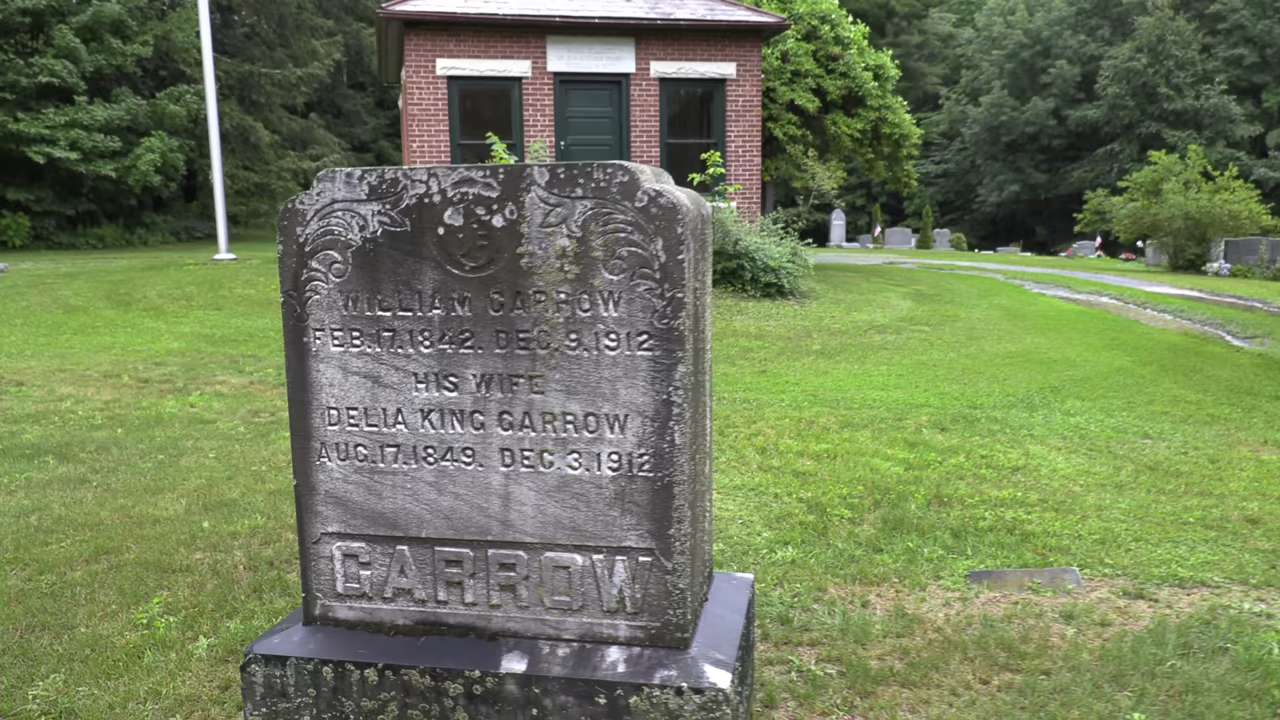 WILLIAM GARROW
FEB.17.1842. DEC.9.1912
HIS WIFE
DELIA KING GARROW
AUG.17.1849. DEC.3.1912
GARROW